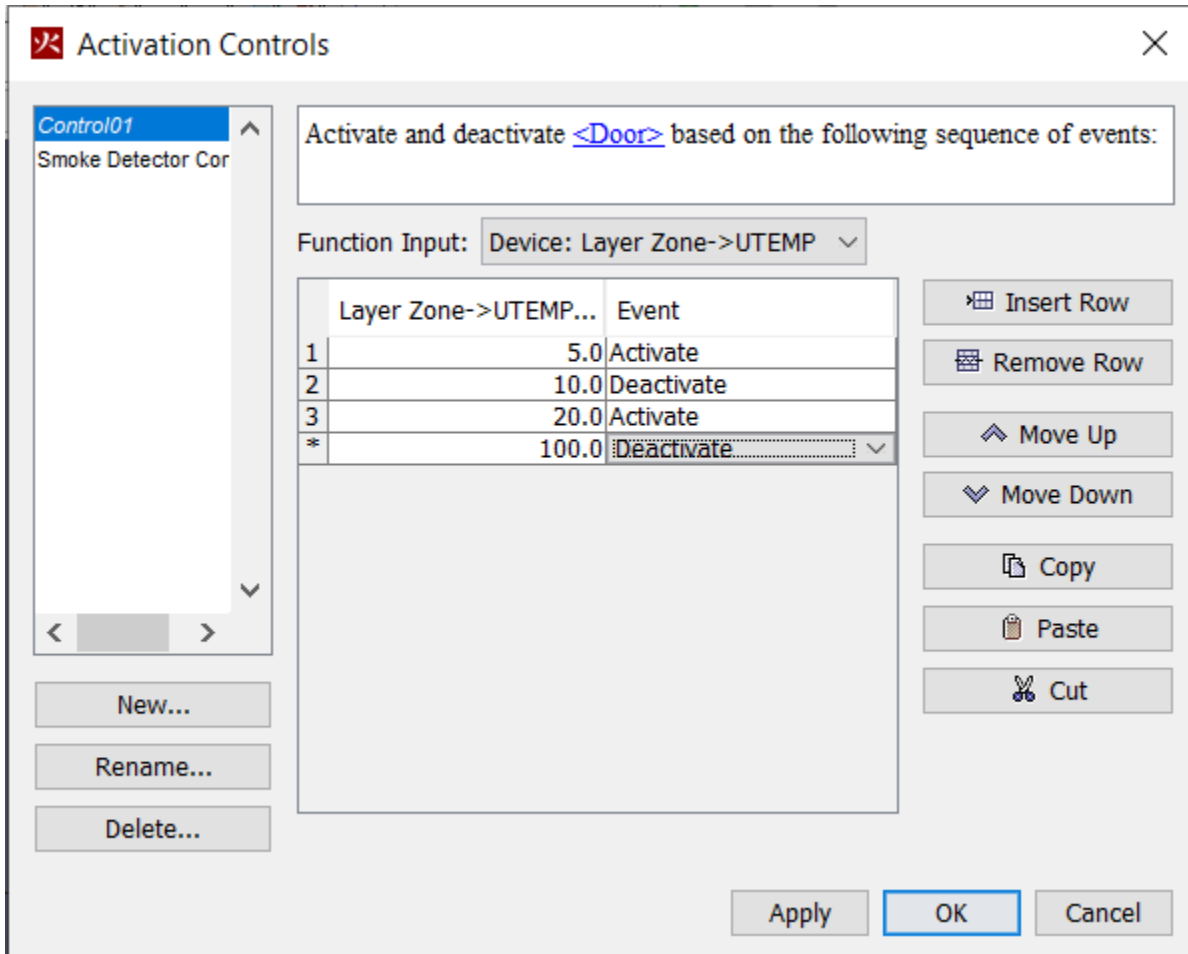 火 Activation Controls
Control01
Smoke Detector Cor
Activate and deactivate <Door> based on the following sequence of events:
Function Input: Device: Layer Zone->UTEMP
Layer Zone->UTEMP... Event
1 5.0 Activate
2 10.0 Deactivate
3 20.0 Activate
* 100.0 Deactivate
Insert Row
Remove Row
Move Up
Move Down
Copy
Paste
Cut
New...
Rename...
Delete...
Apply OK Cancel